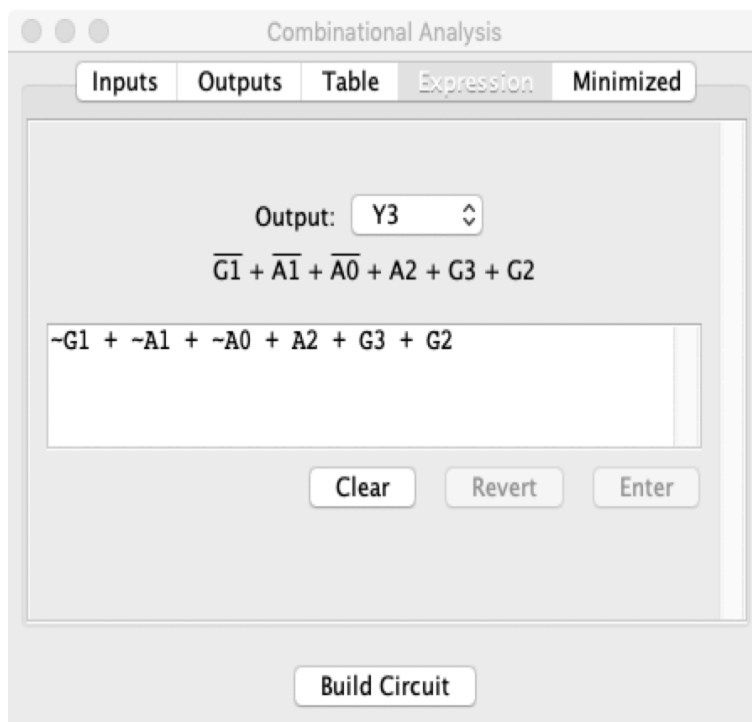 Combinational Analysis
Inputs Outputs Table Expression Minimized
Output: Y3
G1̅ + A1̅ + A0̅ + A2 + G3 + G2
~G1 + ~A1 + ~A0 + A2 + G3 + G2
Clear Revert Enter
Build Circuit